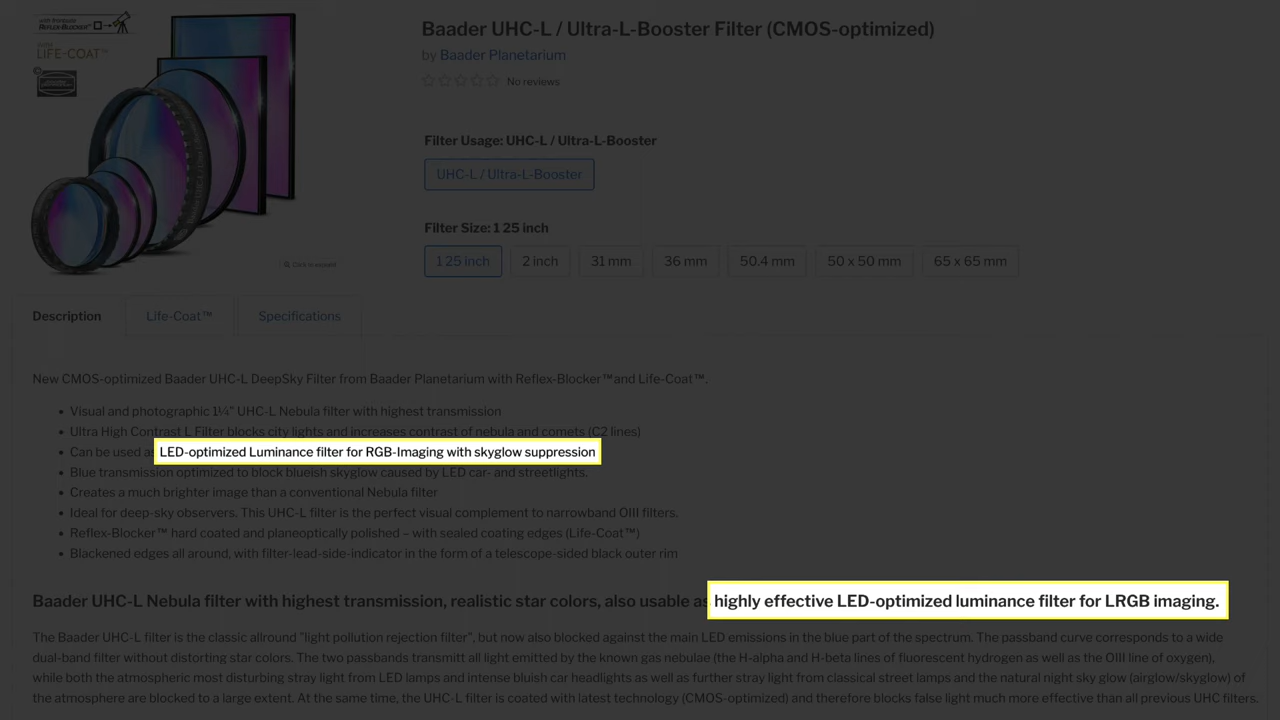 Baader UHC-L / Ultra-L-Booster Filter (CMOS-optimized)
by Baader Planetarium
No reviews
LIFE-COAT™
Filter Usage: UHC-L / Ultra-L-Booster
UHC-L / Ultra-L-Booster
Filter Size: 1 25 inch
1 25 inch 2 inch 31 mm 36 mm 50.4 mm 50 x 50 mm 65 x 65 mm
Click to expand
Description Life-Coat™ Specifications
New CMOS-optimized Baader UHC-L DeepSky Filter from Baader Planetarium with Reflex-Blocker™and Life-Coat™.
• Visual and photographic 1¼" UHC-L Nebula filter with highest transmission
• Ultra High Contrast L Filter blocks city lights and increases contrast of nebula and comets (C2 lines)
• Can be used as LED-optimized Luminance filter for RGB-Imaging with skyglow suppression
• Blue transmission optimized to block blueish skyglow caused by LED car- and streetlights.
• Creates a much brighter image than a conventional Nebula filter
• Ideal for deep-sky observers. This UHC-L filter is the perfect visual complement to narrowband OIII filters.
• Reflex-Blocker™ hard coated and planeoptically polished – with sealed coating edges (Life-Coat™)
• Blackened edges all around, with filter-lead-side-indicator in the form of a telescope-sided black outer rim
Baader UHC-L Nebula filter with highest transmission, realistic star colors, also usable as highly effective LED-optimized luminance filter for LRGB imaging.
The Baader UHC-L filter is the classic allround "light pollution rejection filter", but now also blocked against the main LED emissions in the blue part of the spectrum. The passband curve corresponds to a wide
dual-band filter without distorting star colors. The two passbands transmitt all light emitted by the known gas nebulae (the H-alpha and H-beta lines of fluorescent hydrogen as well as the OIII line of oxygen),
while both the atmospheric most disturbing stray light from LED lamps and intense bluish car headlights as well as further stray light from classical street lamps and the natural night sky glow (airglow/skyglow) of
the atmosphere are blocked to a large extent. At the same time, the UHC-L filter is coated with latest technology (CMOS-optimized) and therefore blocks false light much more effective than all previous UHC filters.